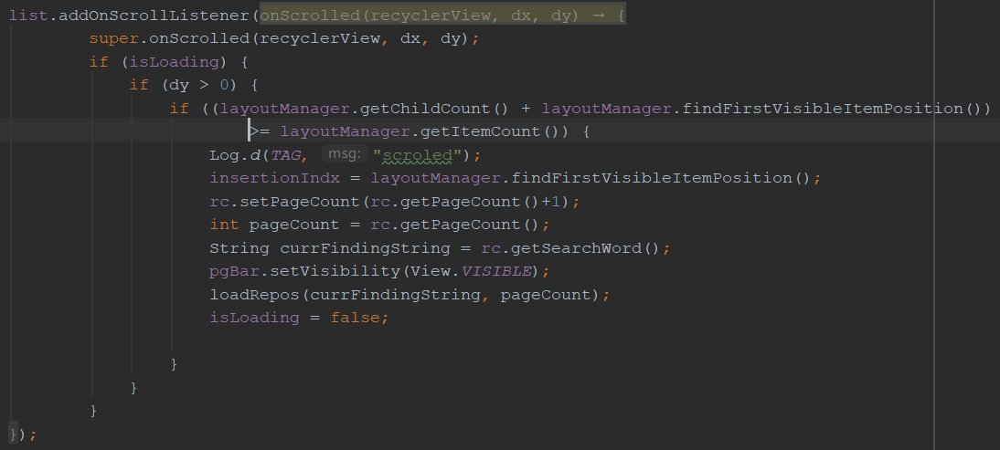 list.addOnScrollListener(onScrolled(recyclerView, dx, dy) → {
super.onScrolled(recyclerView, dx, dy);
if (isLoading) {
if (dy > 0) {
if ((layoutManager.getChildCount() + layoutManager.findFirstVisibleItemPosition())
>= layoutManager.getItemCount()) {
Log.d(TAG, msg: "scroled");
insertionIndx = layoutManager.findFirstVisibleItemPosition();
rc.setPageCount(rc.getPageCount()+1);
int pageCount = rc.getPageCount();
String currFindingString = rc.getSearchWord();
pgBar.setVisibility(View.VISIBLE);
loadRepos(currFindingString, pageCount);
isLoading = false;
}
}
}
});